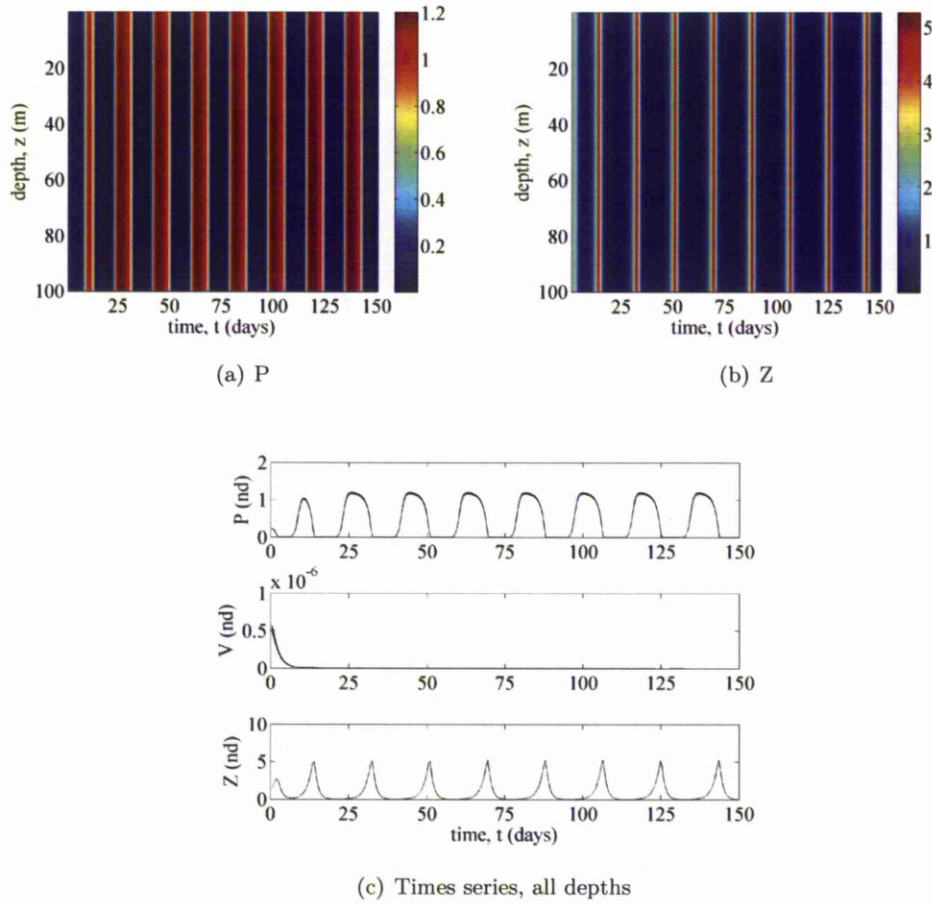 20
40
60
80
100
depth, z (m)
25 50 75 100 125 150
time, t (days)
1.2
1
0.8
0.6
0.4
0.2
(a) P
20
40
60
80
100
depth, z (m)
25 50 75 100 125 150
time, t (days)
5
4
3
2
1
(b) Z
2
1
0
P (nd)
0 25 50 75 100 125 150
x 10^-6
1
0.5
0
V (nd)
0 25 50 75 100 125 150
10
5
0
Z (nd)
0 25 50 75 100 125 150
time, t (days)
(c) Times series, all depths